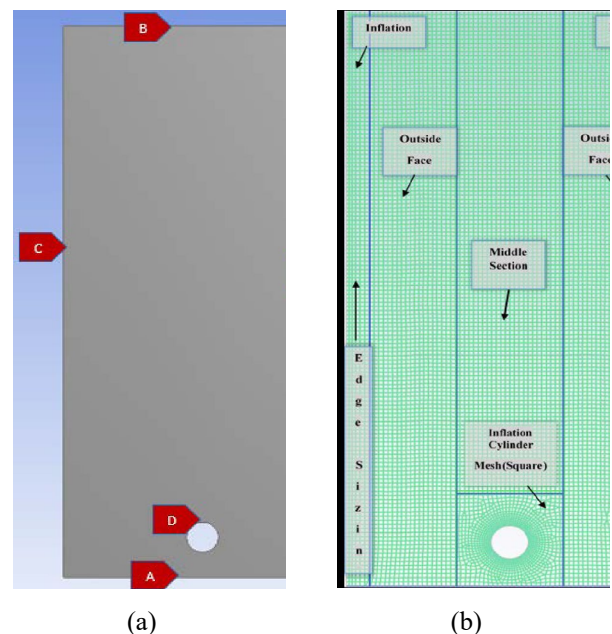 B
C
D
A
Inflation
Outside
Face
Middle
Section
E
d
g
e
S
i
z
i
n
Inflation
Cylinder
Mesh(Square)
Outsi
Face
(a)
(b)